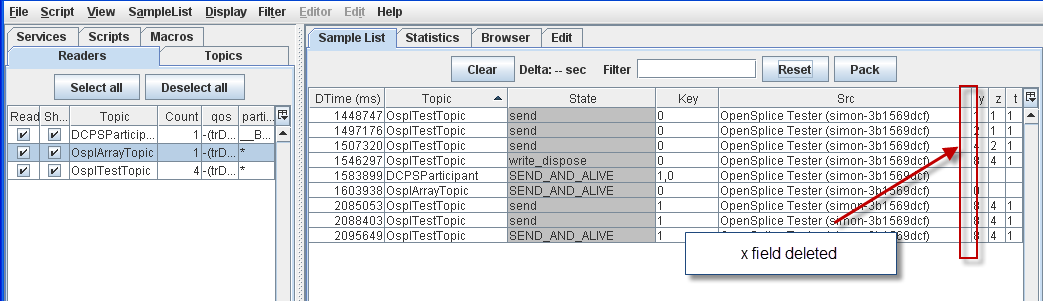 File Script View SampleList Display Filter Editor Edit Help
Services Scripts Macros
Readers Topics
Select all Deselect all
Read Sh... Topic Count qos parti...
DCPSParticip... 1 -(trD... __B...
OsplArrayTopic 1 -(trD... *
OsplTestTopic 4 -(trD... *
Sample List Statistics Browser Edit
Clear Delta: -- sec Filter Reset Pack
DTime (ms) Topic State Key Src y z t
1448747 OsplTestTopic send 0 OpenSplice Tester (simon-3b1569dcf) 1 1 1
1497176 OsplTestTopic send 0 OpenSplice Tester (simon-3b1569dcf) 2 1 1
1507320 OsplTestTopic send 0 OpenSplice Tester (simon-3b1569dcf) 4 2 1
1546297 OsplTestTopic write_dispose 0 OpenSplice Tester (simon-3b1569dcf) 8 4 1
1583899 DCPSParticipant SEND_AND_ALIVE 1,0 OpenSplice Tester (simon-3b1569dcf)
1603938 OsplArrayTopic SEND_AND_ALIVE 0 OpenSplice Tester (simon-3b1569dcf) 0
2085053 OsplTestTopic send 1 OpenSplice Tester (simon-3b1569dcf) 8 4 1
2088403 OsplTestTopic send 1 OpenSplice Tester (simon-3b1569dcf) 8 4 1
2095649 OsplTestTopic SEND_AND_ALIVE 1 OpenSplice Tester (simon-3b1569dcf) 8 4 1
x field deleted